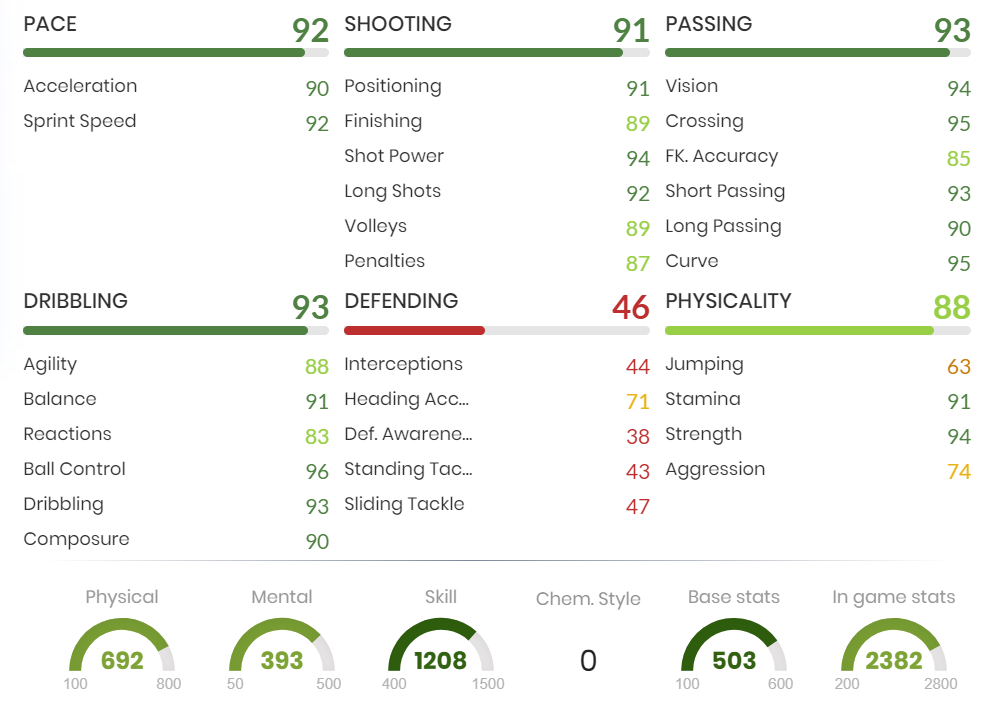 PACE 92
Acceleration 90
Sprint Speed 92
SHOOTING 91
Positioning 91
Finishing 89
Shot Power 94
Long Shots 92
Volleys 89
Penalties 87
PASSING 93
Vision 94
Crossing 95
FK. Accuracy 85
Short Passing 93
Long Passing 90
Curve 95
DRIBBLING 93
Agility 88
Balance 91
Reactions 83
Ball Control 96
Dribbling 93
Composure 90
DEFENDING 46
Interceptions 44
Heading Acc... 71
Def. Awarene... 38
Standing Tac... 43
Sliding Tackle 47
PHYSICALITY 88
Jumping 63
Stamina 91
Strength 94
Aggression 74
Physical
692
100 800
Mental
393
50 500
Skill
1208
400 1500
Chem. Style
0
Base stats
503
100 600
In game stats
2382
200 2800